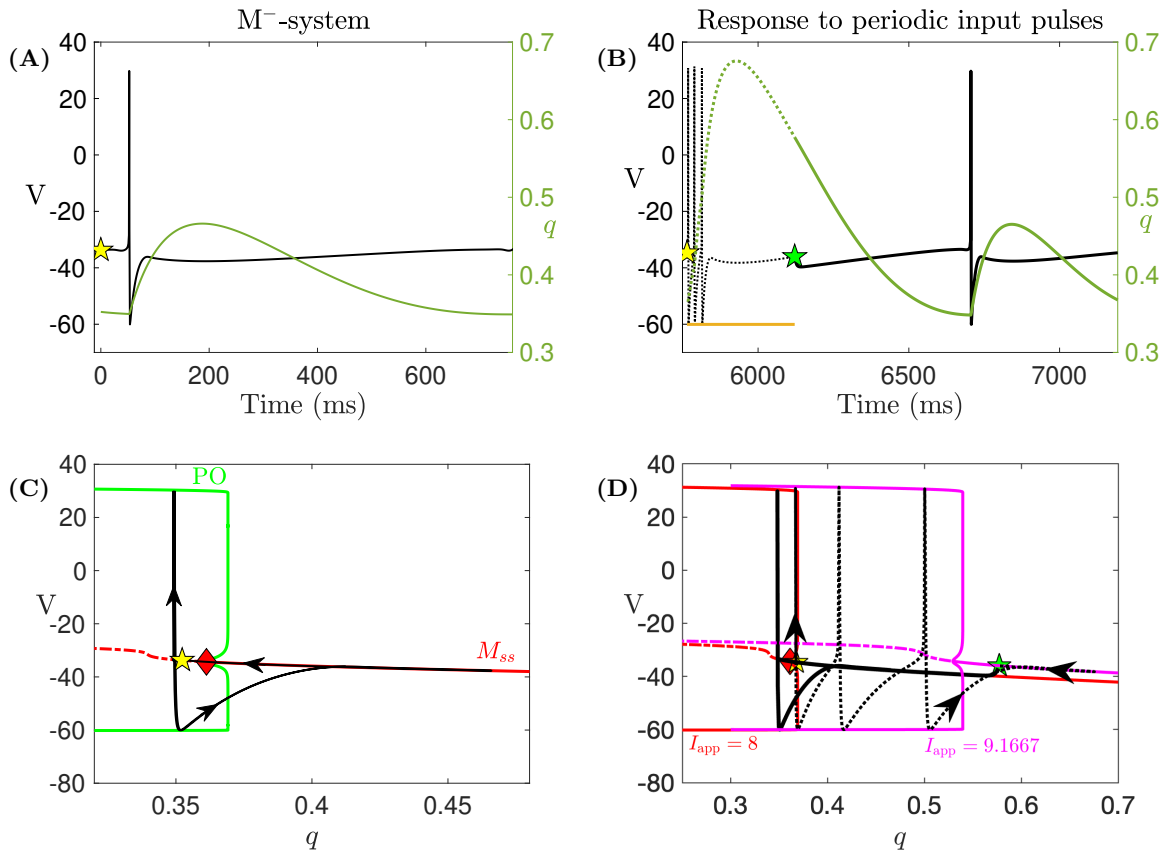 M⁻-system
Response to periodic input pulses
(A)
40
20
0
V
-20
-40
-60
0.7
0.6
0.5
q
0.4
0.3
0 200 400 600
Time (ms)
(B)
40
20
0
V
-20
-40
-60
0.7
0.6
0.5
q
0.4
0.3
6000 6500 7000
Time (ms)
(C)
PO
40
20
0
V
-20
-40
-60
-80
M_ss
0.35 0.4 0.45
q
(D)
40
20
0
V
-20
-40
-60
-80
I_app = 8
I_app = 9.1667
0.3 0.4 0.5 0.6 0.7
q